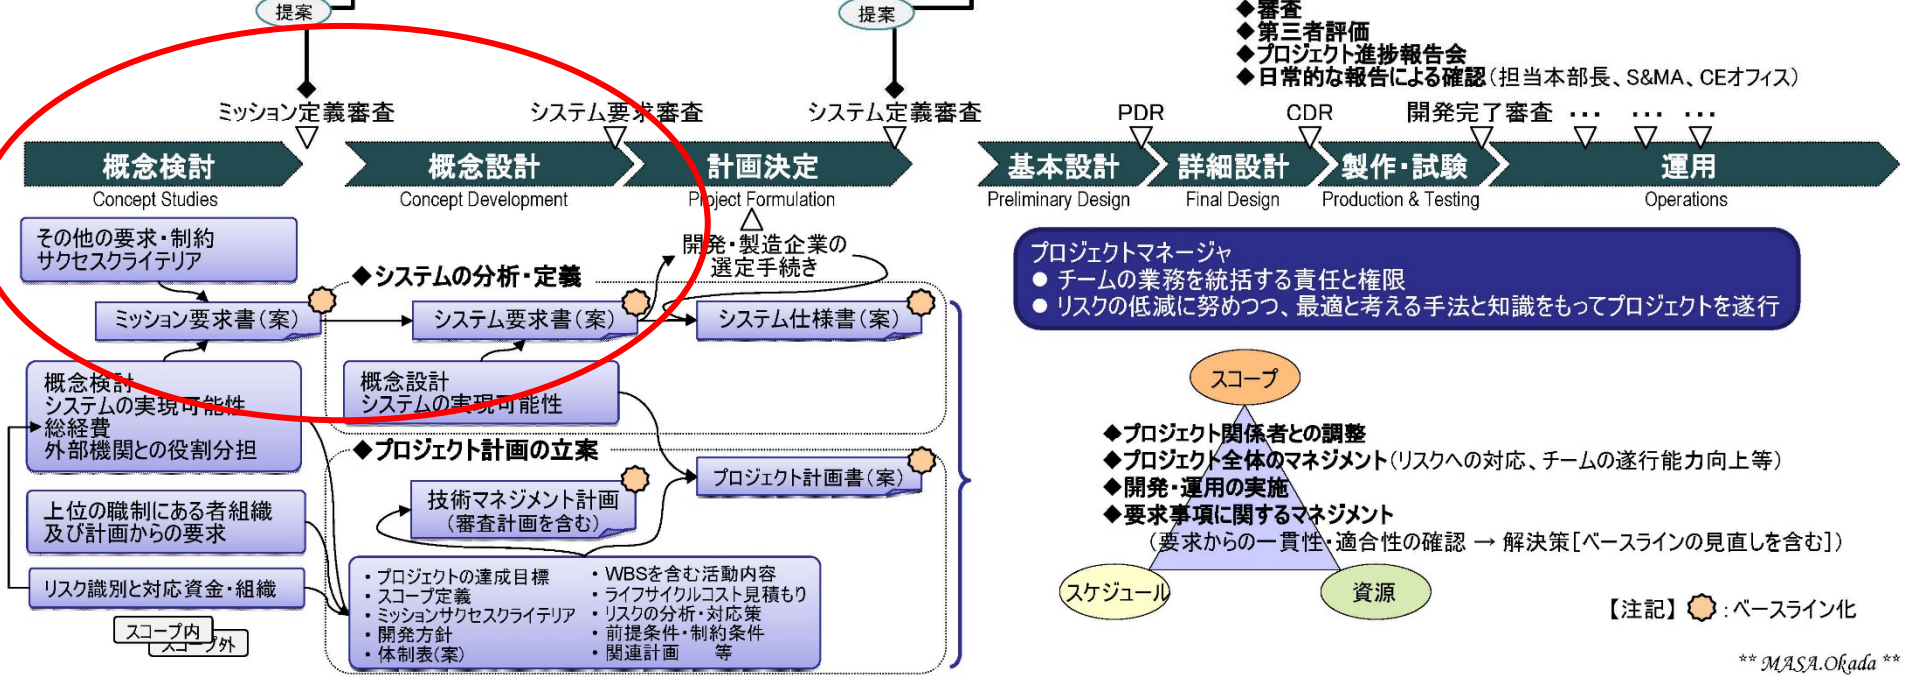 提案
提案
◆審査
◆第三者評価
◆プロジェクト進捗報告会
◆日常的な報告による確認(担当本部長、S&MA、CEオフィス)
ミッション定義審査
システム要求審査
システム定義審査
PDR
CDR
開発完了審査
…
…
…
概念検討
概念設計
計画決定
基本設計
詳細設計
製作・試験
運用
Concept Studies
Concept Development
Project Formulation
Preliminary Design
Final Design
Production & Testing
Operations
その他の要求・制約
サクセスクライテリア
開発・製造企業の
選定手続き
◆システムの分析・定義
ミッション要求書(案)
システム要求書(案)
システム仕様書(案)
概念検討
システムの実現可能性
総経費
外部機関との役割分担
概念設計
システムの実現可能性
◆プロジェクト計画の立案
技術マネジメント計画
(審査計画を含む)
プロジェクト計画書(案)
上位の職制にある者組織
及び計画からの要求
リスク識別と対応資金・組織
スコープ内
スコープ外
・プロジェクトの達成目標
・スコープ定義
・ミッションサクセスクライテリア
・開発方針
・体制表(案)
・WBSを含む活動内容
・ライフサイクルコスト見積もり
・リスクの分析・対応策
・前提条件・制約条件
・関連計画 等
プロジェクトマネージャ
● チームの業務を統括する責任と権限
● リスクの低減に努めつつ、最適と考える手法と知識をもってプロジェクトを遂行
スコープ
◆プロジェクト関係者との調整
◆プロジェクト全体のマネジメント(リスクへの対応、チームの遂行能力向上等)
◆開発・運用の実施
◆要求事項に関するマネジメント
(要求からの一貫性・適合性の確認 → 解決策[ベースラインの見直しを含む])
スケジュール
資源
【注記】 :ベースライン化
** MASA.Okada **